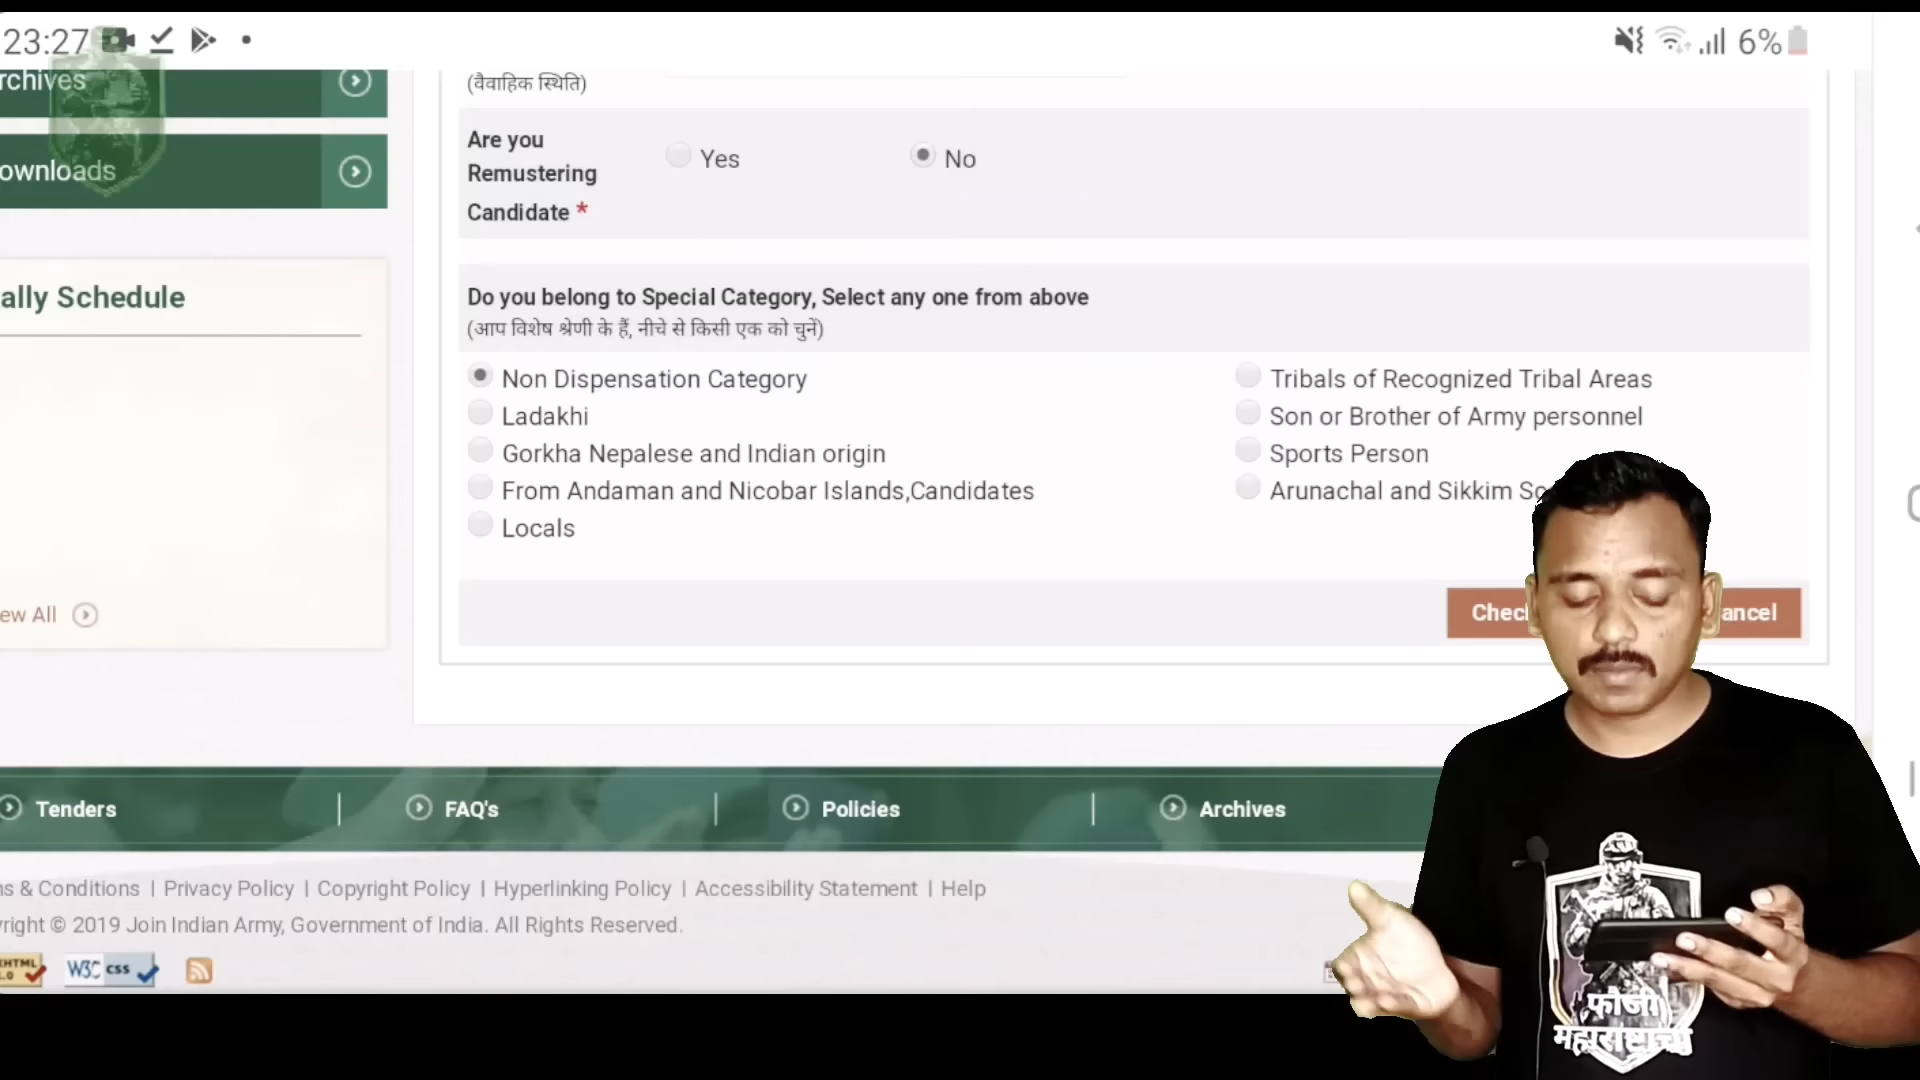 23:27
6%
rchives
ownloads
ally Schedule
ew All
(वैवाहिक स्थिति)
Are you
Remustering
Candidate *
Yes
No
Do you belong to Special Category, Select any one from above
(आप विशेष श्रेणी के हैं, नीचे से किसी एक को चुनें)
Non Dispensation Category
Tribals of Recognized Tribal Areas
Ladakhi
Son or Brother of Army personnel
Gorkha Nepalese and Indian origin
Sports Person
From Andaman and Nicobar Islands,Candidates
Arunachal and Sikkim
Locals
Chec
ancel
Tenders | FAQ's | Policies | Archives
s & Conditions | Privacy Policy | Copyright Policy | Hyperlinking Policy | Accessibility Statement | Help
right © 2019 Join Indian Army, Government of India. All Rights Reserved.
W3C css
फौजी
महाराष्ट्राचा